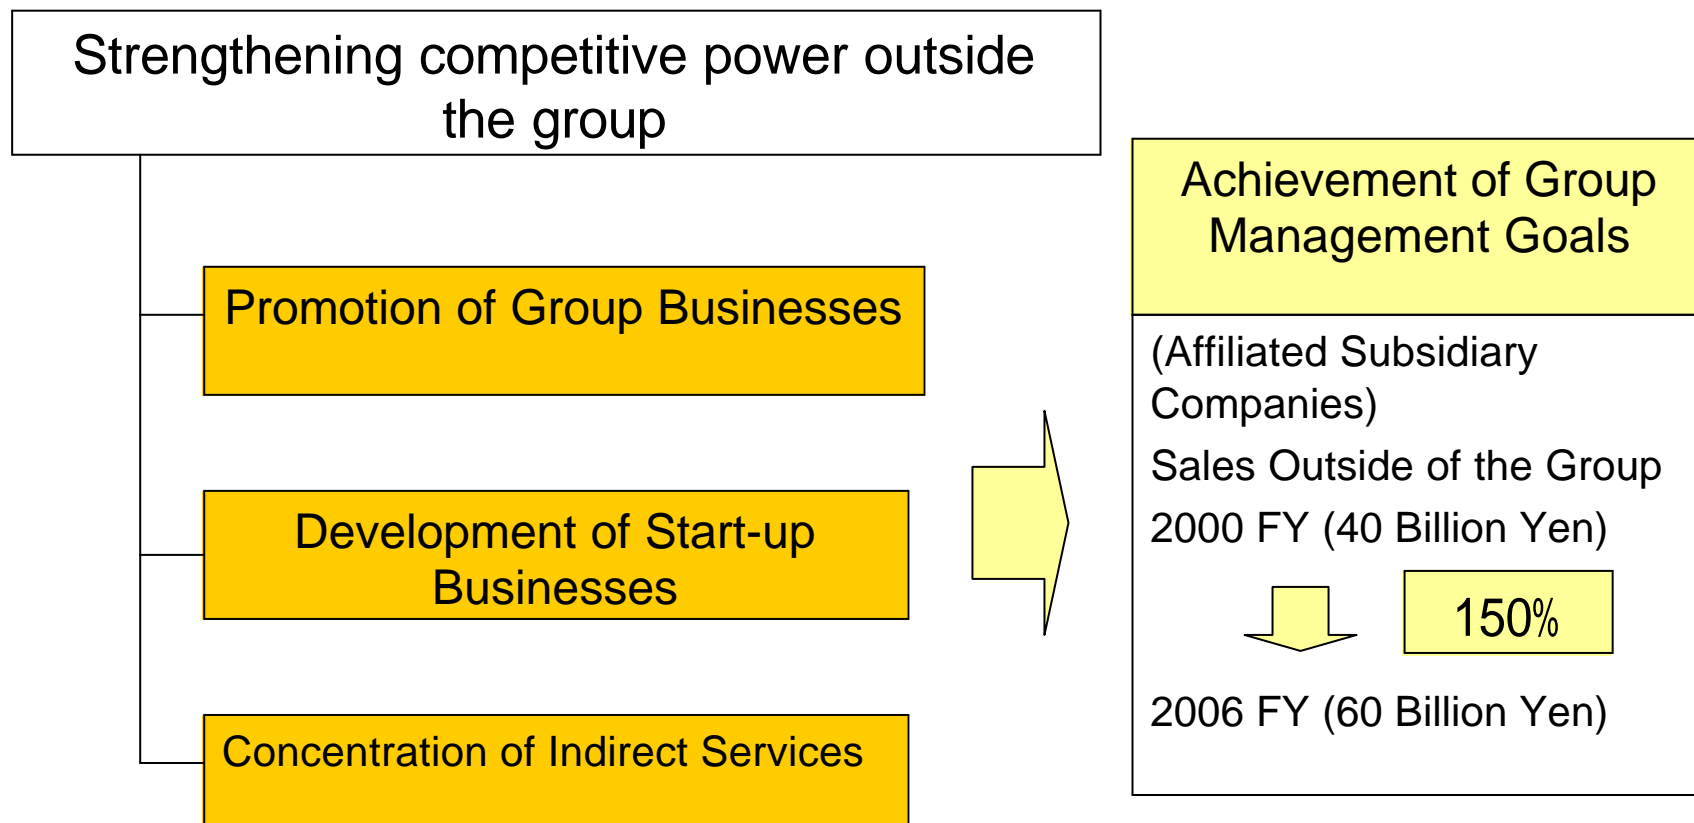 Strengthening competitive power outside
the group
Promotion of Group Businesses
Development of Start-up
Businesses
Concentration of Indirect Services
Achievement of Group
Management Goals
(Affiliated Subsidiary
Companies)
Sales Outside of the Group
2000 FY (40 Billion Yen)
150%
2006 FY (60 Billion Yen)